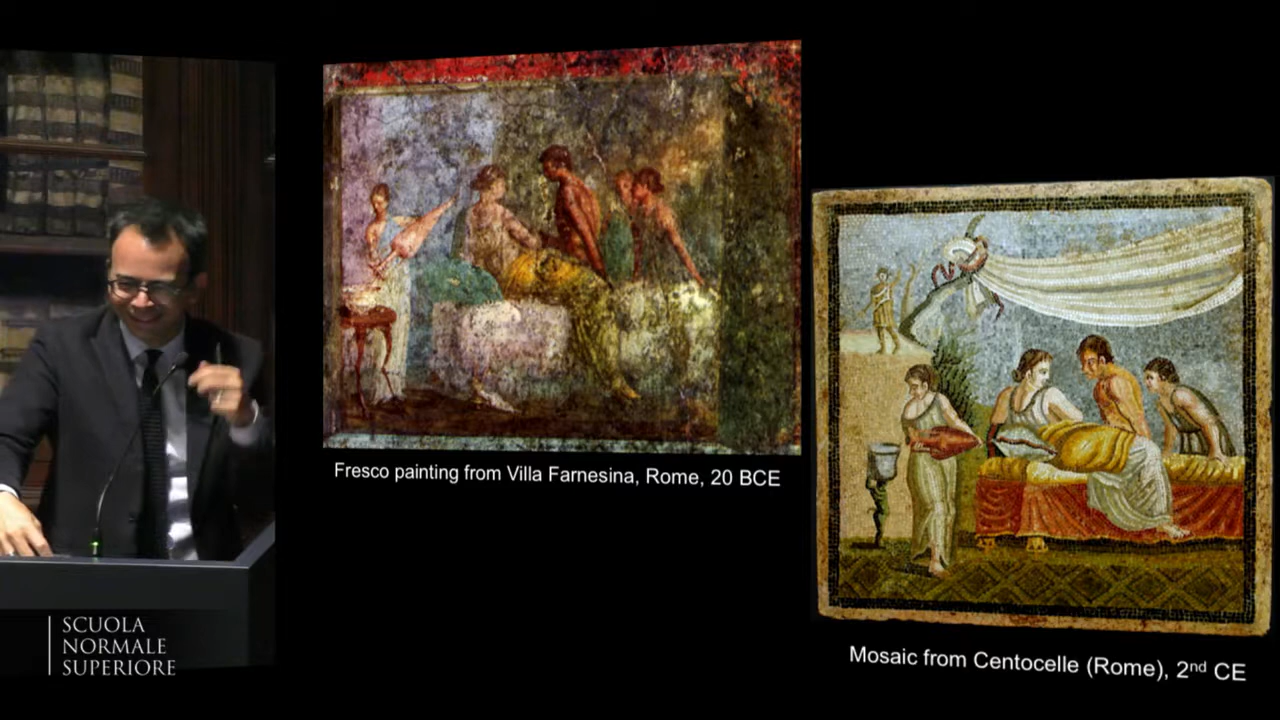 Fresco painting from Villa Farnesina, Rome, 20 BCE
Mosaic from Centocelle (Rome), 2nd CE
SCUOLA
NORMALE
SUPERIORE